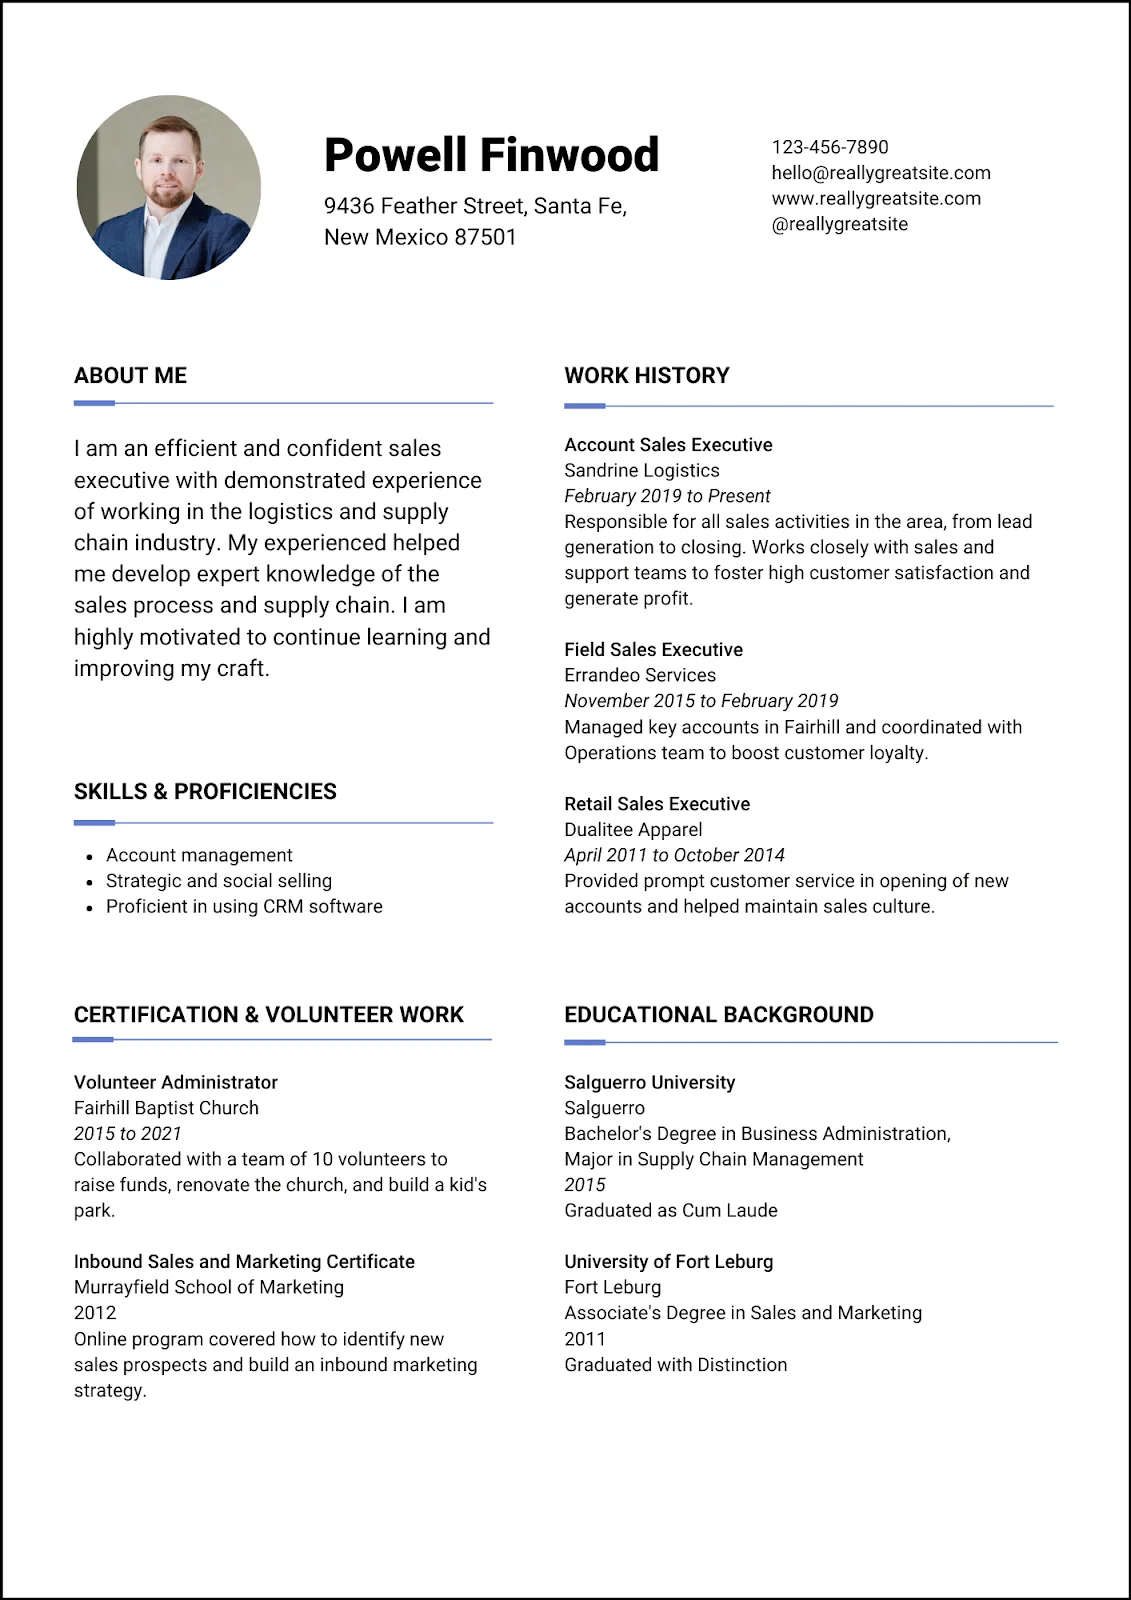 Powell Finwood
9436 Feather Street, Santa Fe,
New Mexico 87501
123-456-7890
hello@reallygreatsite.com
www.reallygreatsite.com
@reallygreatsite
ABOUT ME
I am an efficient and confident sales
executive with demonstrated experience
of working in the logistics and supply
chain industry. My experienced helped
me develop expert knowledge of the
sales process and supply chain. I am
highly motivated to continue learning and
improving my craft.
SKILLS & PROFICIENCIES
• Account management
• Strategic and social selling
• Proficient in using CRM software
CERTIFICATION & VOLUNTEER WORK
Volunteer Administrator
Fairhill Baptist Church
2015 to 2021
Collaborated with a team of 10 volunteers to
raise funds, renovate the church, and build a kid's
park.
Inbound Sales and Marketing Certificate
Murrayfield School of Marketing
2012
Online program covered how to identify new
sales prospects and build an inbound marketing
strategy.
WORK HISTORY
Account Sales Executive
Sandrine Logistics
February 2019 to Present
Responsible for all sales activities in the area, from lead
generation to closing. Works closely with sales and
support teams to foster high customer satisfaction and
generate profit.
Field Sales Executive
Errandeo Services
November 2015 to February 2019
Managed key accounts in Fairhill and coordinated with
Operations team to boost customer loyalty.
Retail Sales Executive
Dualitee Apparel
April 2011 to October 2014
Provided prompt customer service in opening of new
accounts and helped maintain sales culture.
EDUCATIONAL BACKGROUND
Salguerro University
Salguerro
Bachelor's Degree in Business Administration,
Major in Supply Chain Management
2015
Graduated as Cum Laude
University of Fort Leburg
Fort Leburg
Associate's Degree in Sales and Marketing
2011
Graduated with Distinction